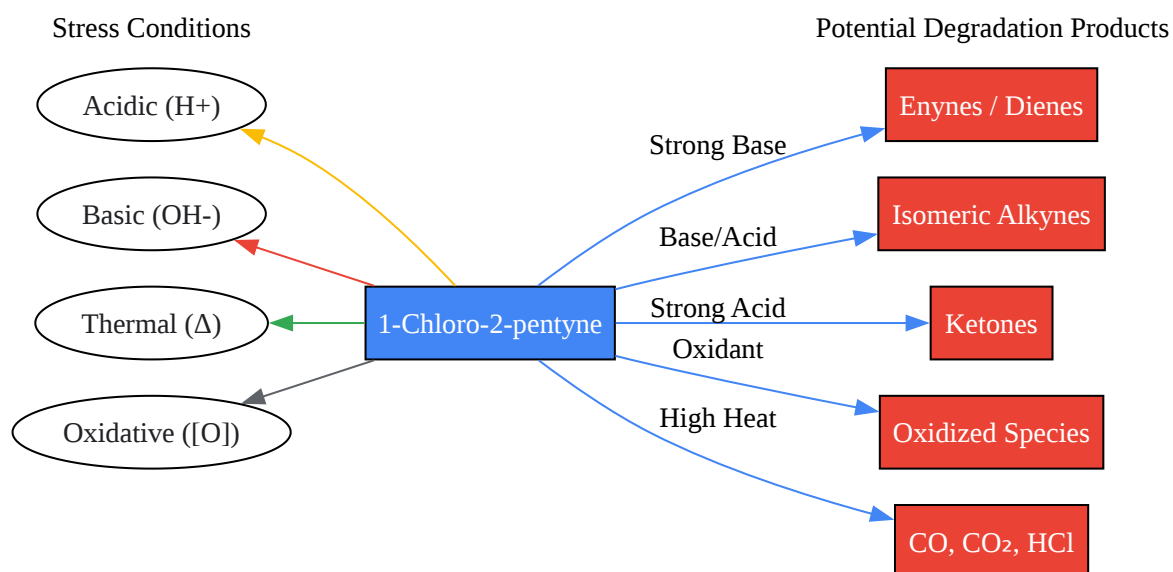 Stress Conditions
Potential Degradation Products
Acidic (H+)
Enynes / Dienes
Strong Base
Basic (OH-)
Isomeric Alkynes
Base/Acid
Thermal (Δ)
1-Chloro-2-pentyne
Strong Acid
Ketones
Oxidant
Oxidative ([O])
High Heat
Oxidized Species
CO, CO₂, HCl